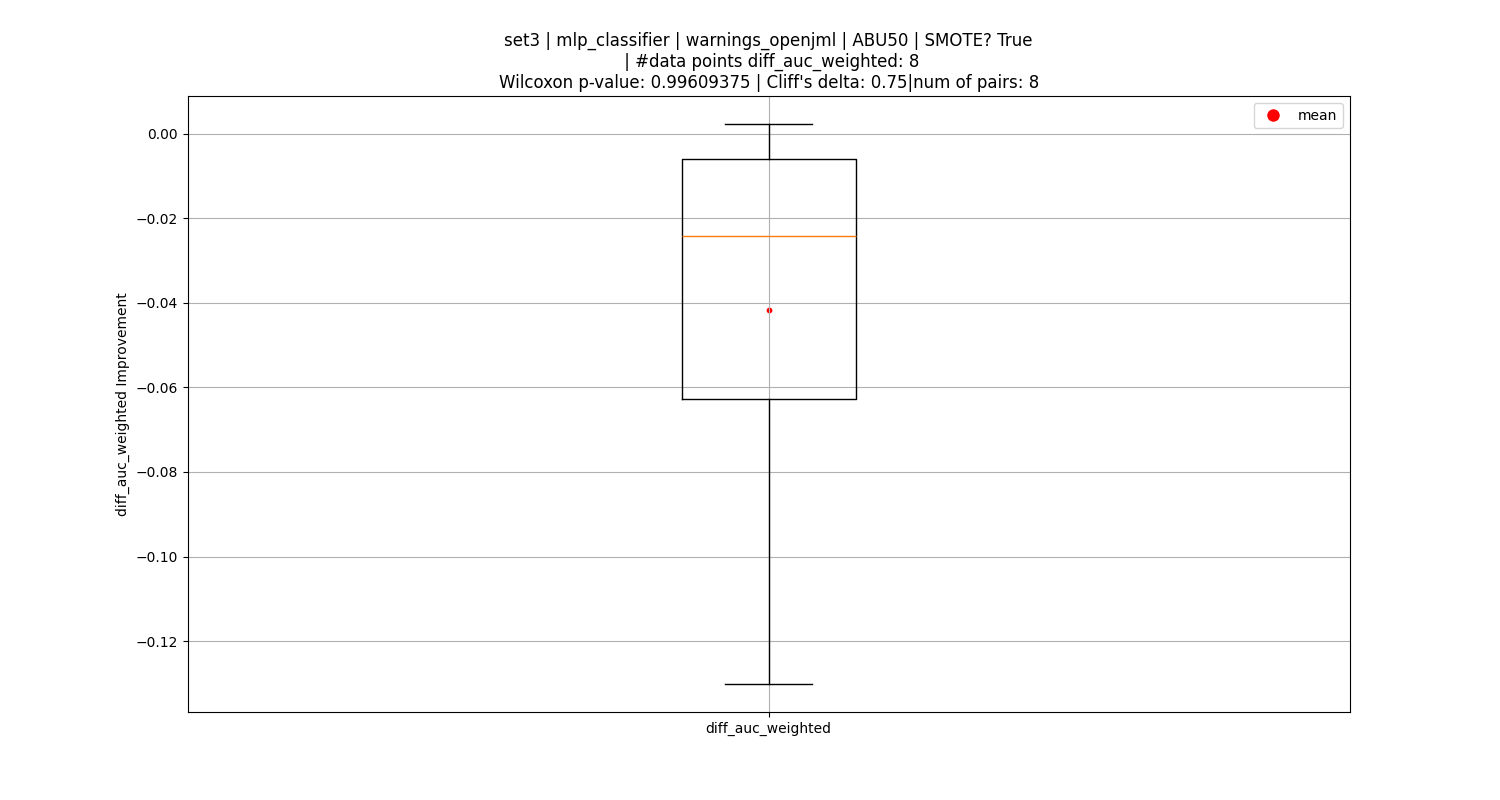 set3 | mlp_classifier | warnings_openjml | ABU50 | SMOTE? True
| #data points diff_auc_weighted: 8
Wilcoxon p-value: 0.99609375 | Cliff's delta: 0.75|num of pairs: 8
mean
0.00
−0.02
−0.04
−0.06
−0.08
−0.10
−0.12
diff_auc_weighted Improvement
diff_auc_weighted